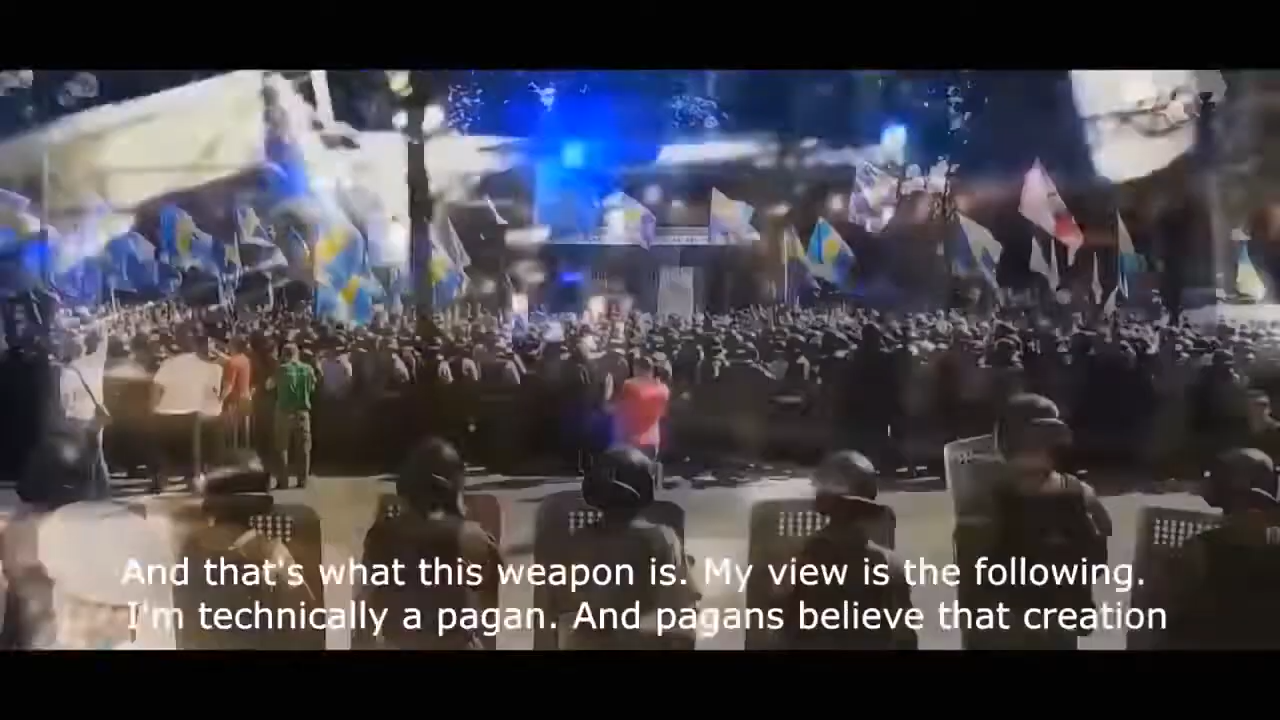 And that's what this weapon is. My view is the following.
I'm technically a pagan. And pagans believe that creation